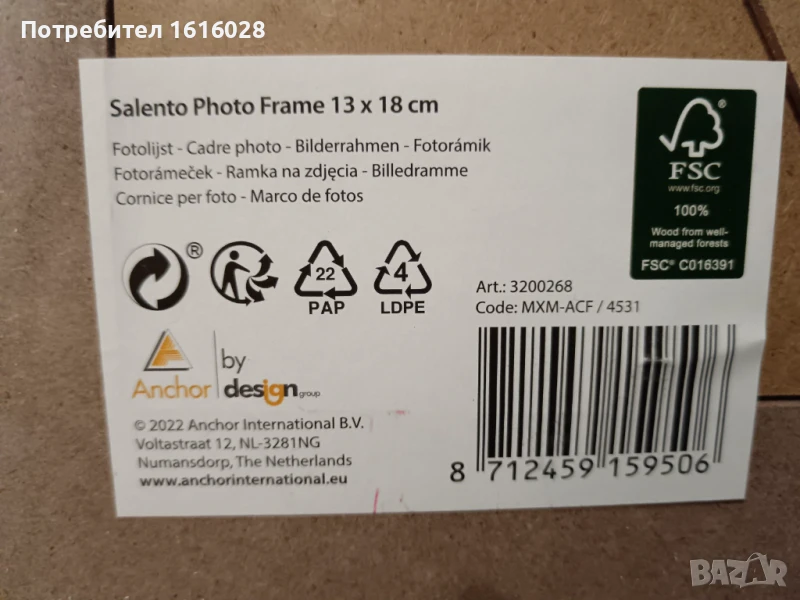 Потребител 1616028
Salento Photo Frame 13 x 18 cm
Fotolijst - Cadre photo - Bilderrahmen - Fotorámik
Fotorámeček - Ramka na zdjęcia - Billedramme
Cornice per foto - Marco de fotos
FSC
www.fsc.org
100%
Wood from well-
managed forests
FSC® C016391
®
22
PAP
4
LDPE
Art.: 3200268
Code: MXM-ACF / 4531
Anchor
by
design group
© 2022 Anchor International B.V.
Voltastraat 12, NL-3281NG
Numansdorp, The Netherlands
www.anchorinternational.eu
8 712459 159506
BAZAR